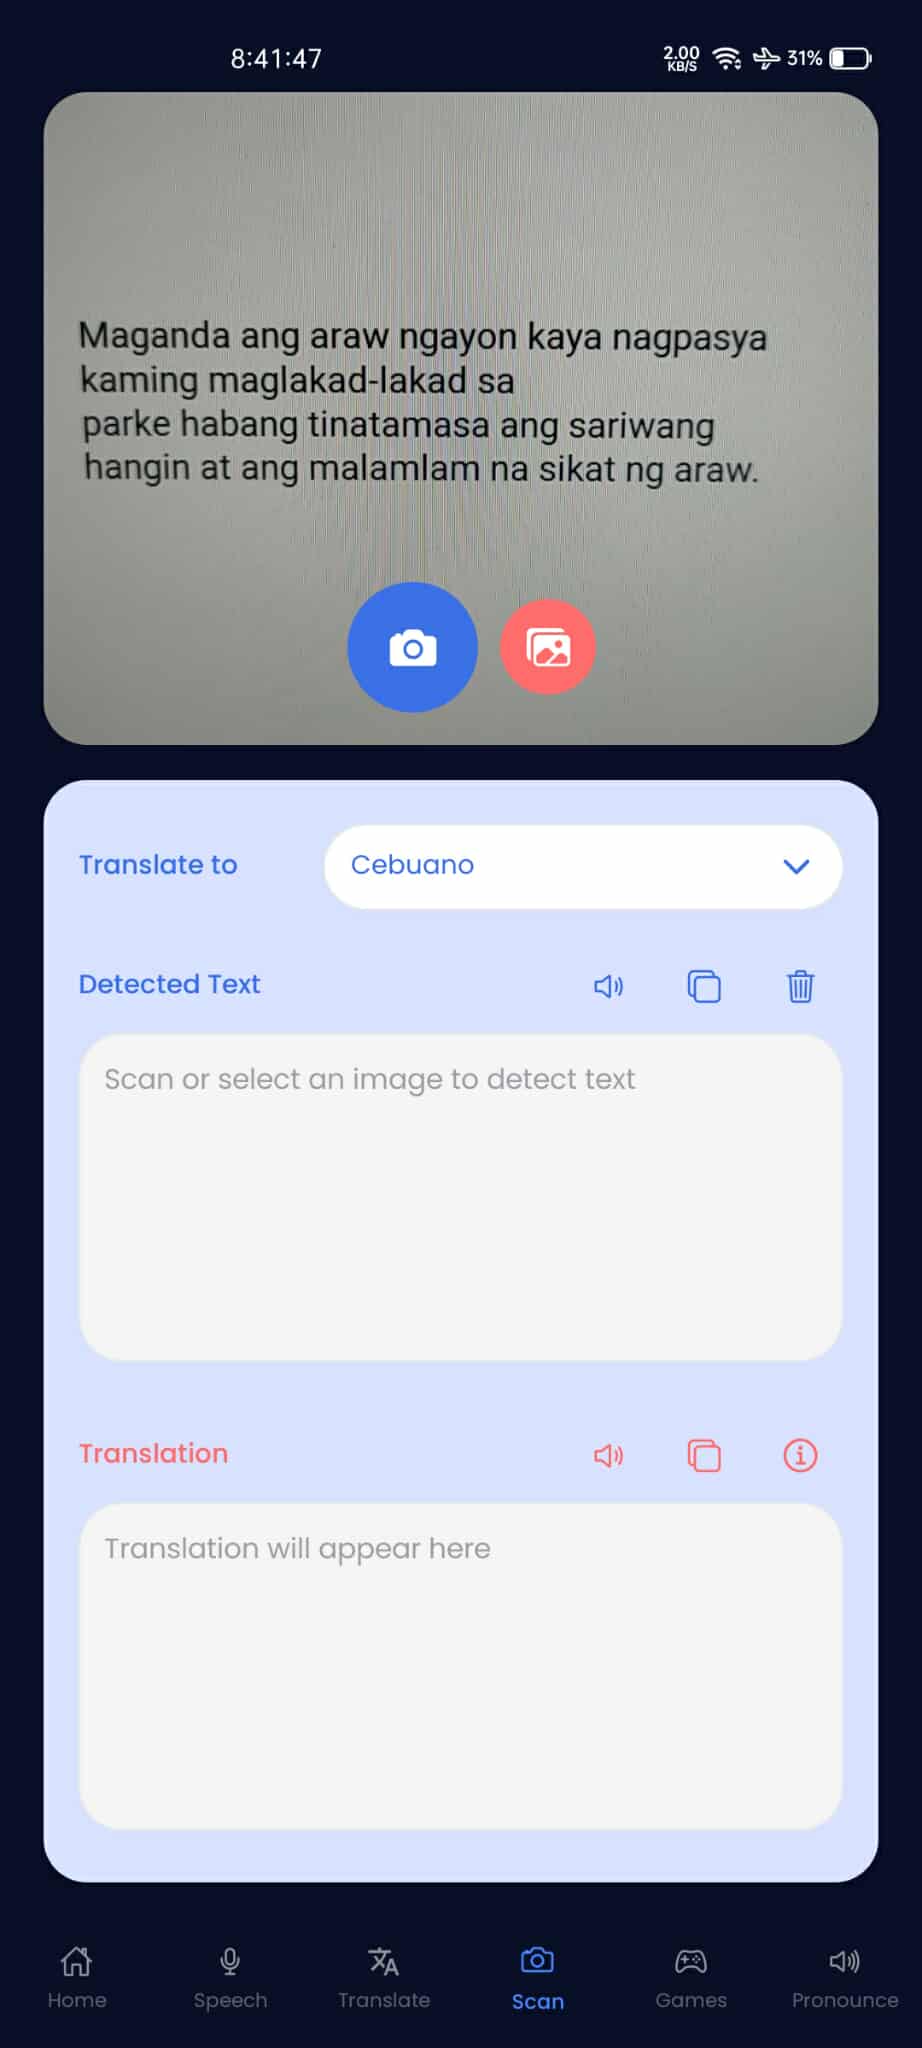 8:41:47
2.00 KB/S 31%
Maganda ang araw ngayon kaya nagpasya
kaming maglakad-lakad sa
parke habang tinatamasa ang sariwang
hangin at ang malamlam na sikat ng araw.
Translate to Cebuano
Detected Text
Scan or select an image to detect text
Translation
Translation will appear here
Home Speech Translate Scan Games Pronounce